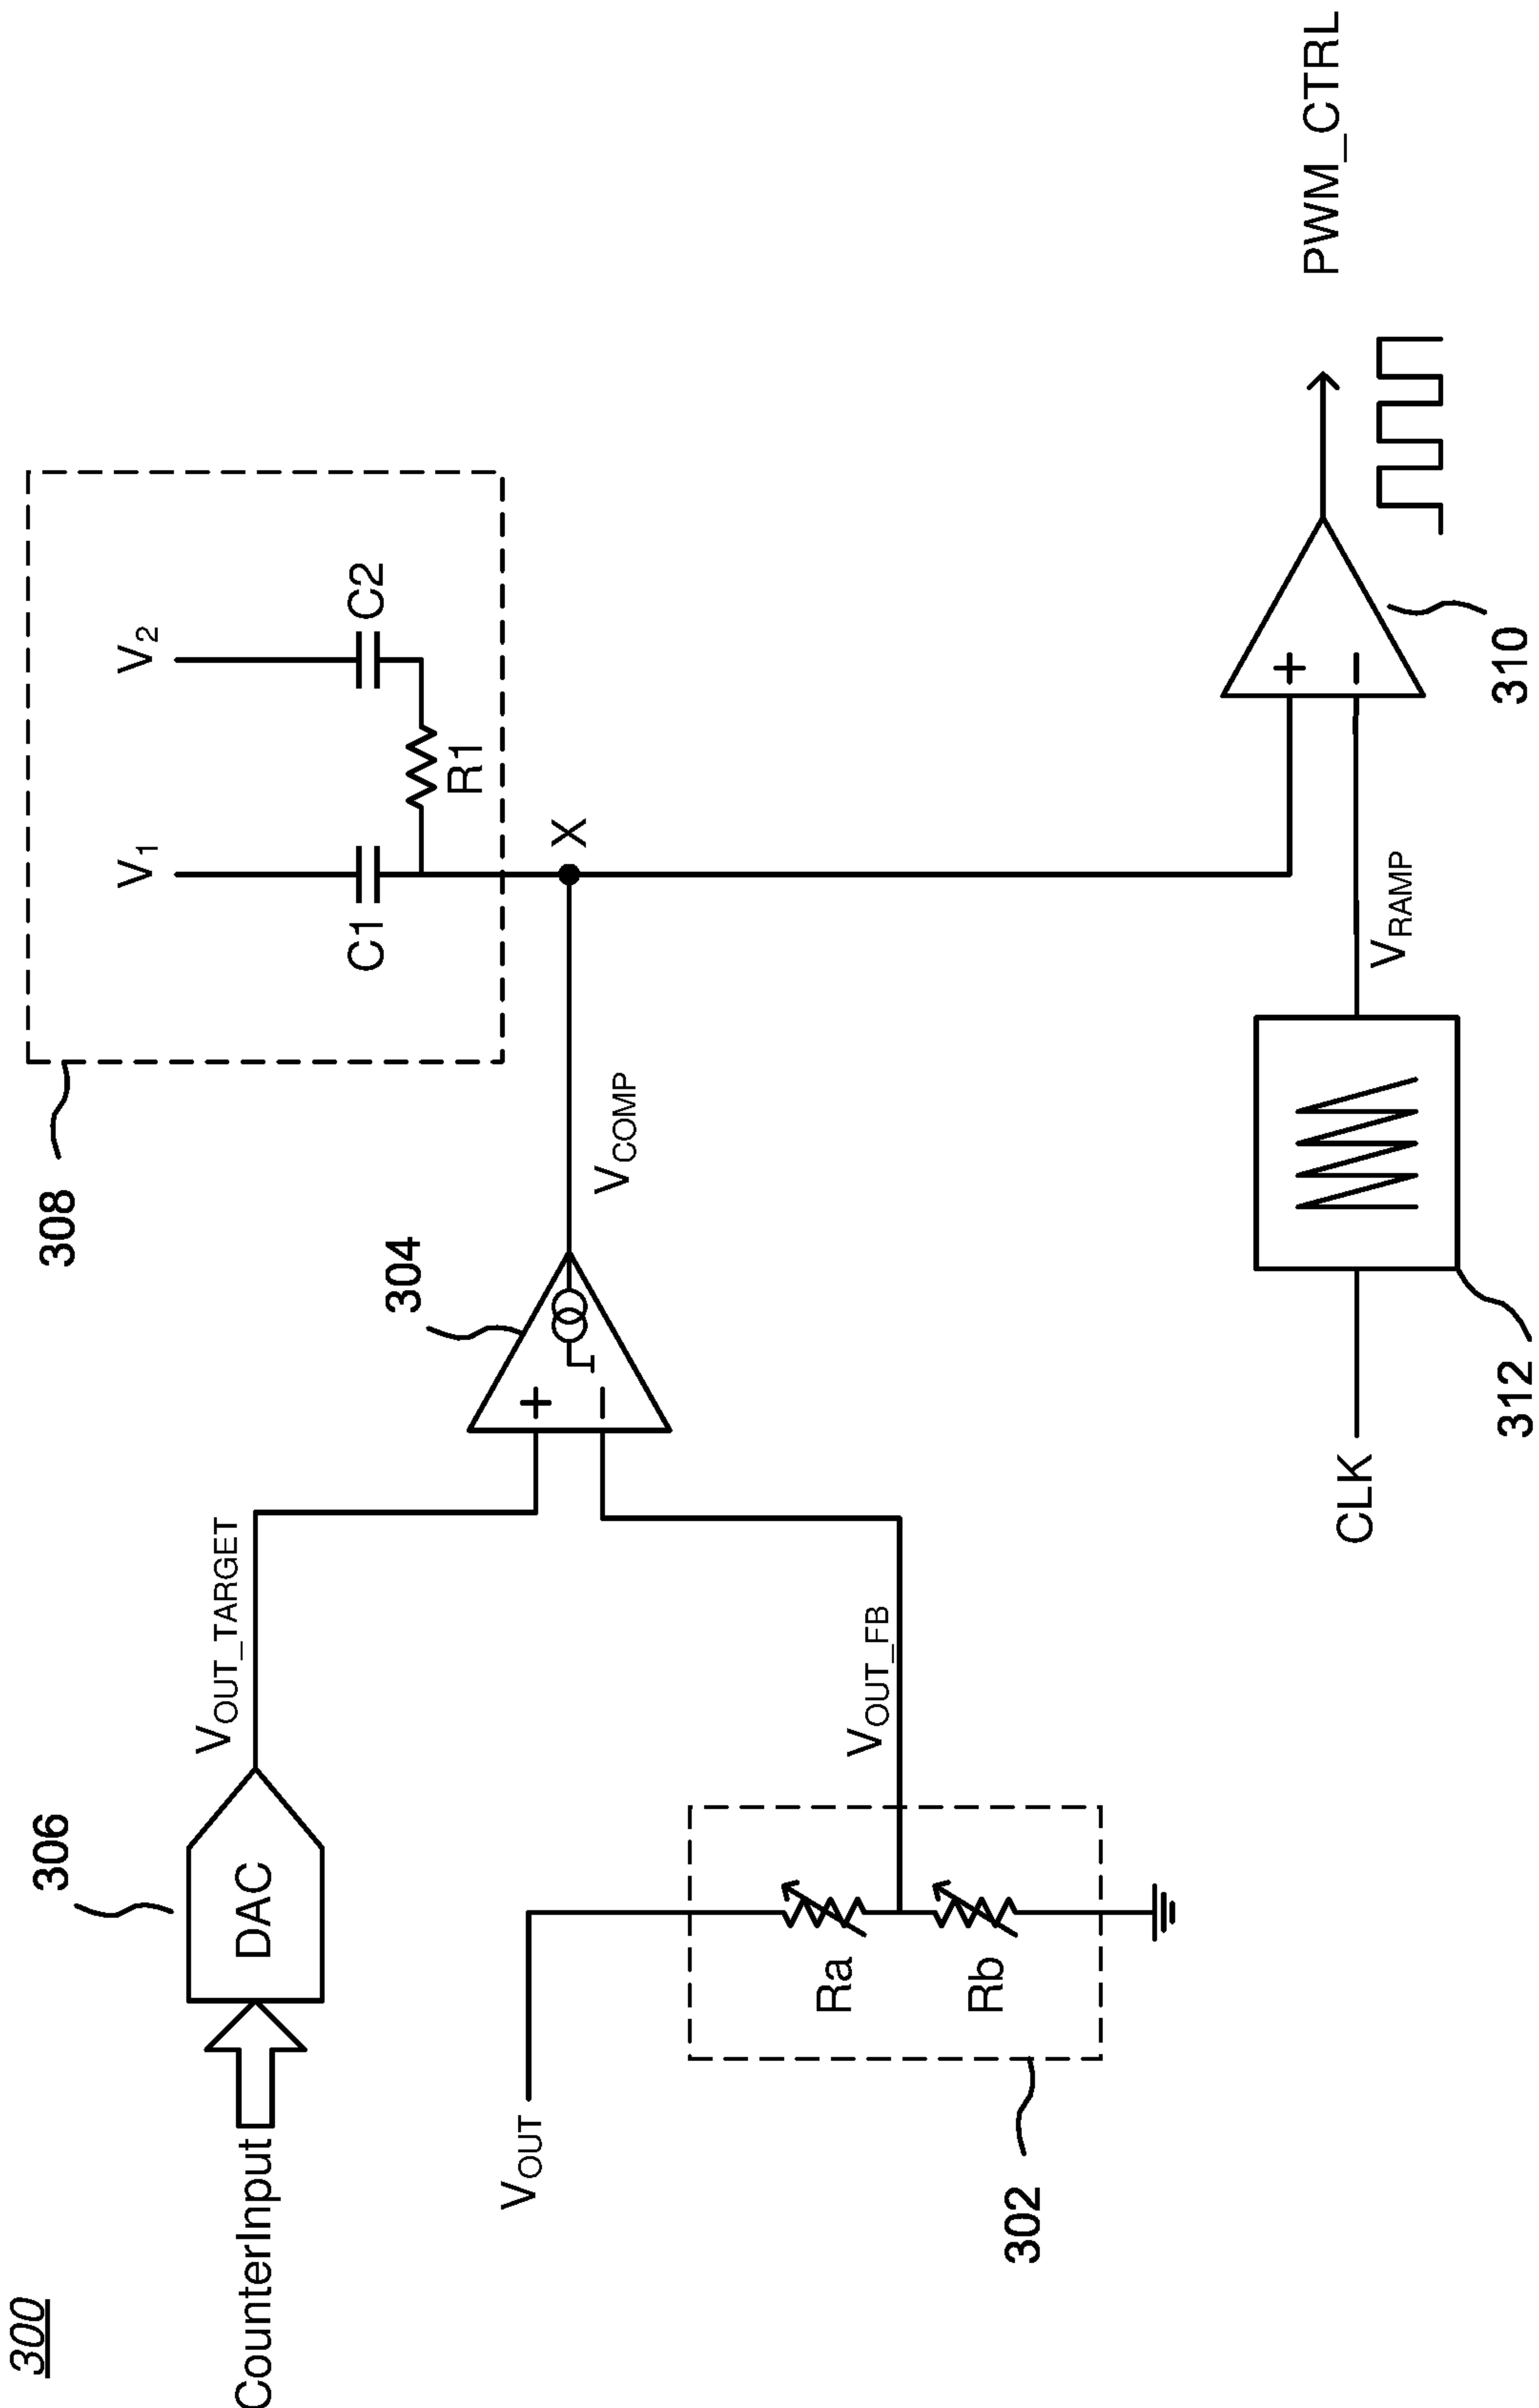 300
308
V1
V2
C1
C2
R1
306
CounterInput
DAC
VOUT_TARGET
304
+
−
VCOMP
X
VOUT
Ra
Rb
VOUT_FB
302
PWM_CTRL
+
−
310
VRAMP
CLK
312